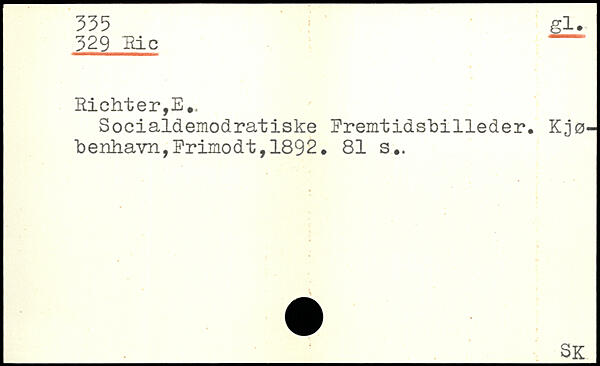 335
gl.
329 Ric
Richter,E.
Socialdemodratiske Fremtidsbilleder. Kjø-
benhavn,Frimodt,1892. 81 s..
SK